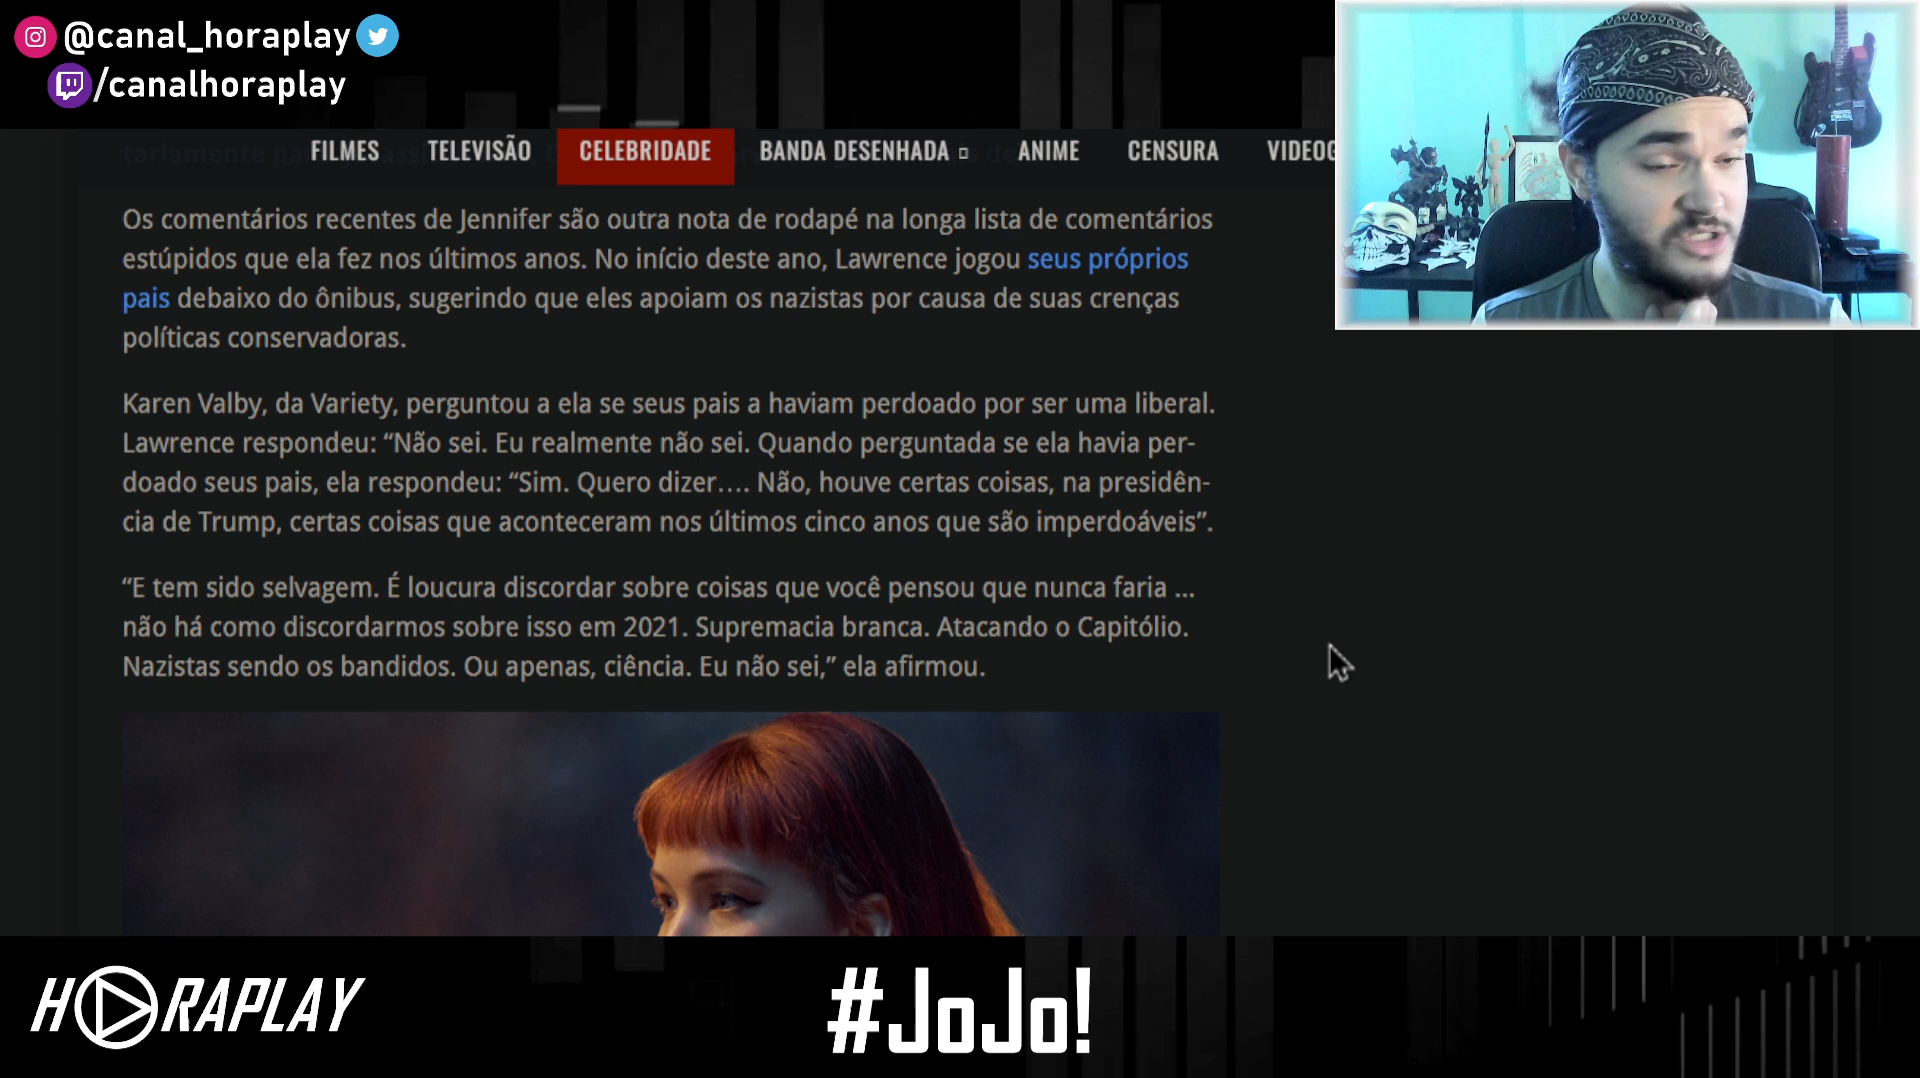 @canal_horaplay
/canalhoraplay
FILMES TELEVISÃO CELEBRIDADE BANDA DESENHADA ANIME CENSURA VIDEOG
Os comentários recentes de Jennifer são outra nota de rodapé na longa lista de comentários
estúpidos que ela fez nos últimos anos. No início deste ano, Lawrence jogou seus próprios
pais debaixo do ônibus, sugerindo que eles apoiam os nazistas por causa de suas crenças
políticas conservadoras.
Karen Valby, da Variety, perguntou a ela se seus pais a haviam perdoado por ser uma liberal.
Lawrence respondeu: “Não sei. Eu realmente não sei. Quando perguntada se ela havia per-
doado seus pais, ela respondeu: “Sim. Quero dizer…. Não, houve certas coisas, na presidên-
cia de Trump, certas coisas que aconteceram nos últimos cinco anos que são imperdoáveis”.
“E tem sido selvagem. É loucura discordar sobre coisas que você pensou que nunca faria ...
não há como discordarmos sobre isso em 2021. Supremacia branca. Atacando o Capitólio.
Nazistas sendo os bandidos. Ou apenas, ciência. Eu não sei,” ela afirmou.
HORAPLAY
#JoJo!